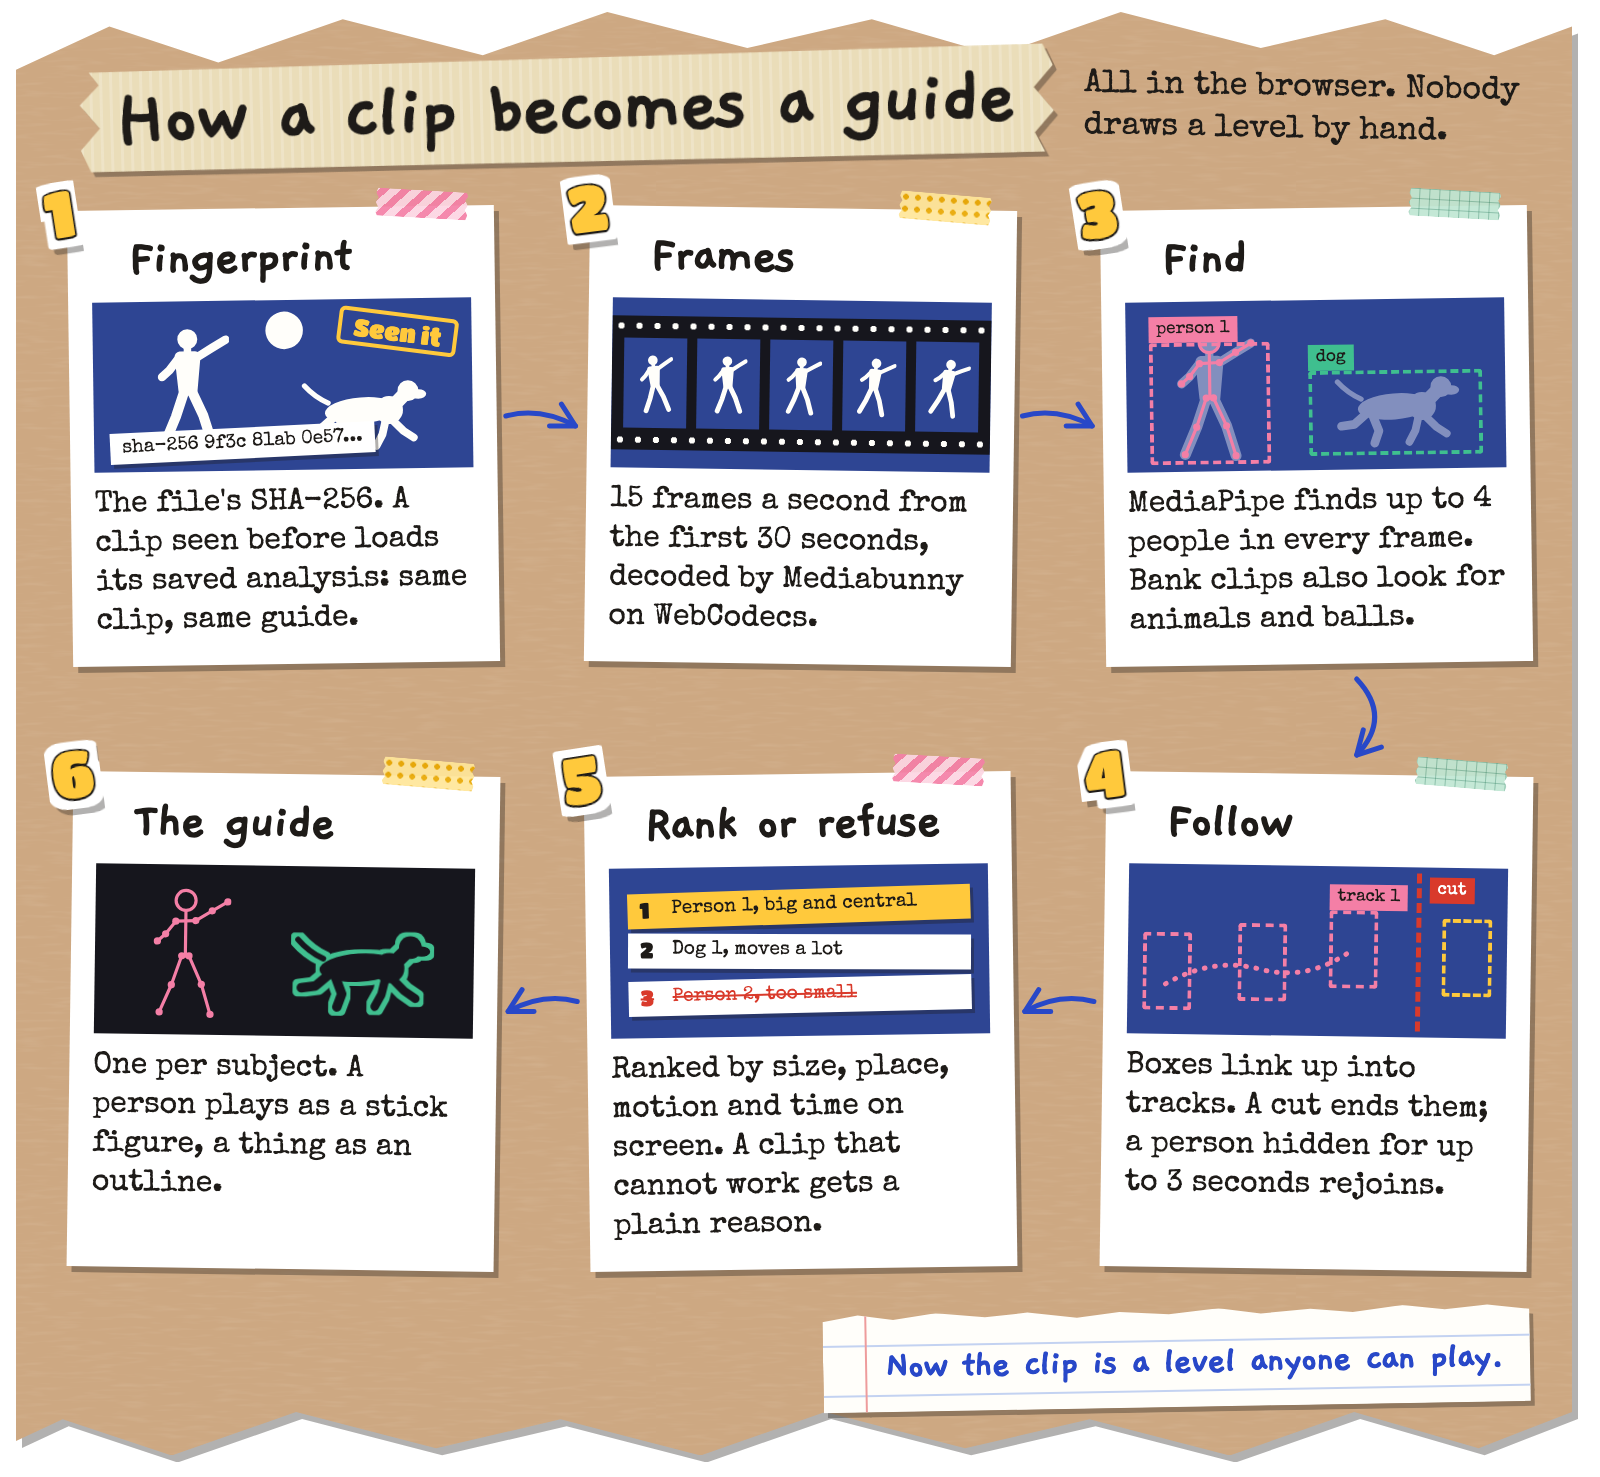 How a clip becomes a guide
All in the browser. Nobody
draws a level by hand.
1
Fingerprint
Seen it
sha-256 9f3c 81ab 0e57...
The file's SHA-256. A
clip seen before loads
its saved analysis: same
clip, same guide.
2
Frames
15 frames a second from
the first 30 seconds,
decoded by Mediabunny
on WebCodecs.
3
Find
person 1
dog
MediaPipe finds up to 4
people in every frame.
Bank clips also look for
animals and balls.
4
Follow
track 1
cut
Boxes link up into
tracks. A cut ends them;
a person hidden for up
to 3 seconds rejoins.
5
Rank or refuse
1 Person 1, big and central
2 Dog 1, moves a lot
3 Person 2, too small
Ranked by size, place,
motion and time on
screen. A clip that
cannot work gets a
plain reason.
6
The guide
One per subject. A
person plays as a stick
figure, a thing as an
outline.
Now the clip is a level anyone can play.